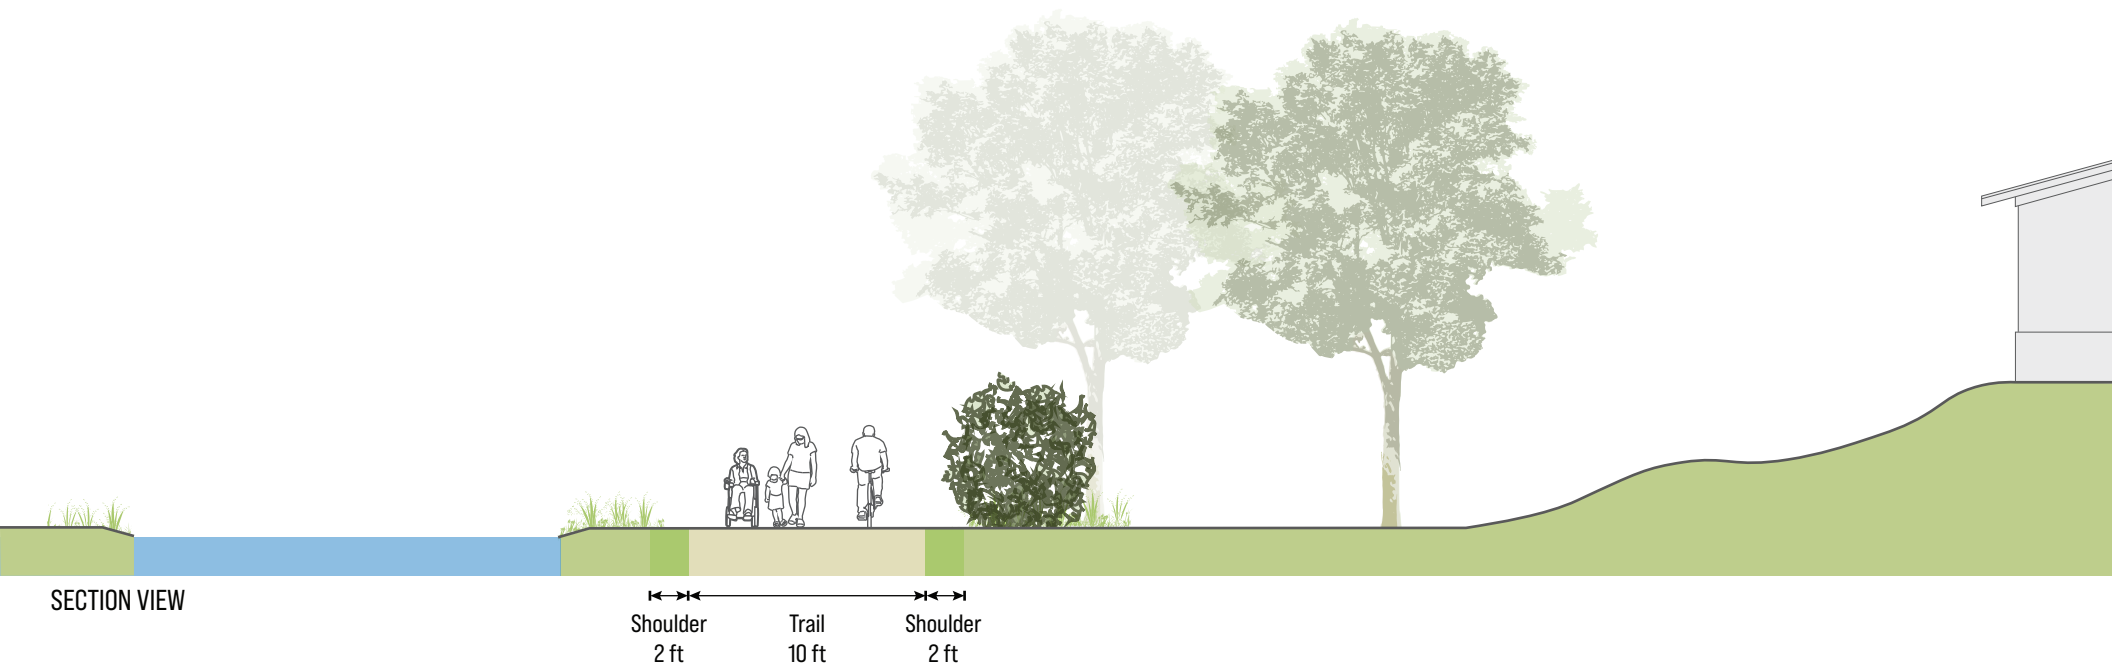 SECTION VIEW
Shoulder
2 ft
Trail
10 ft
Shoulder
2 ft